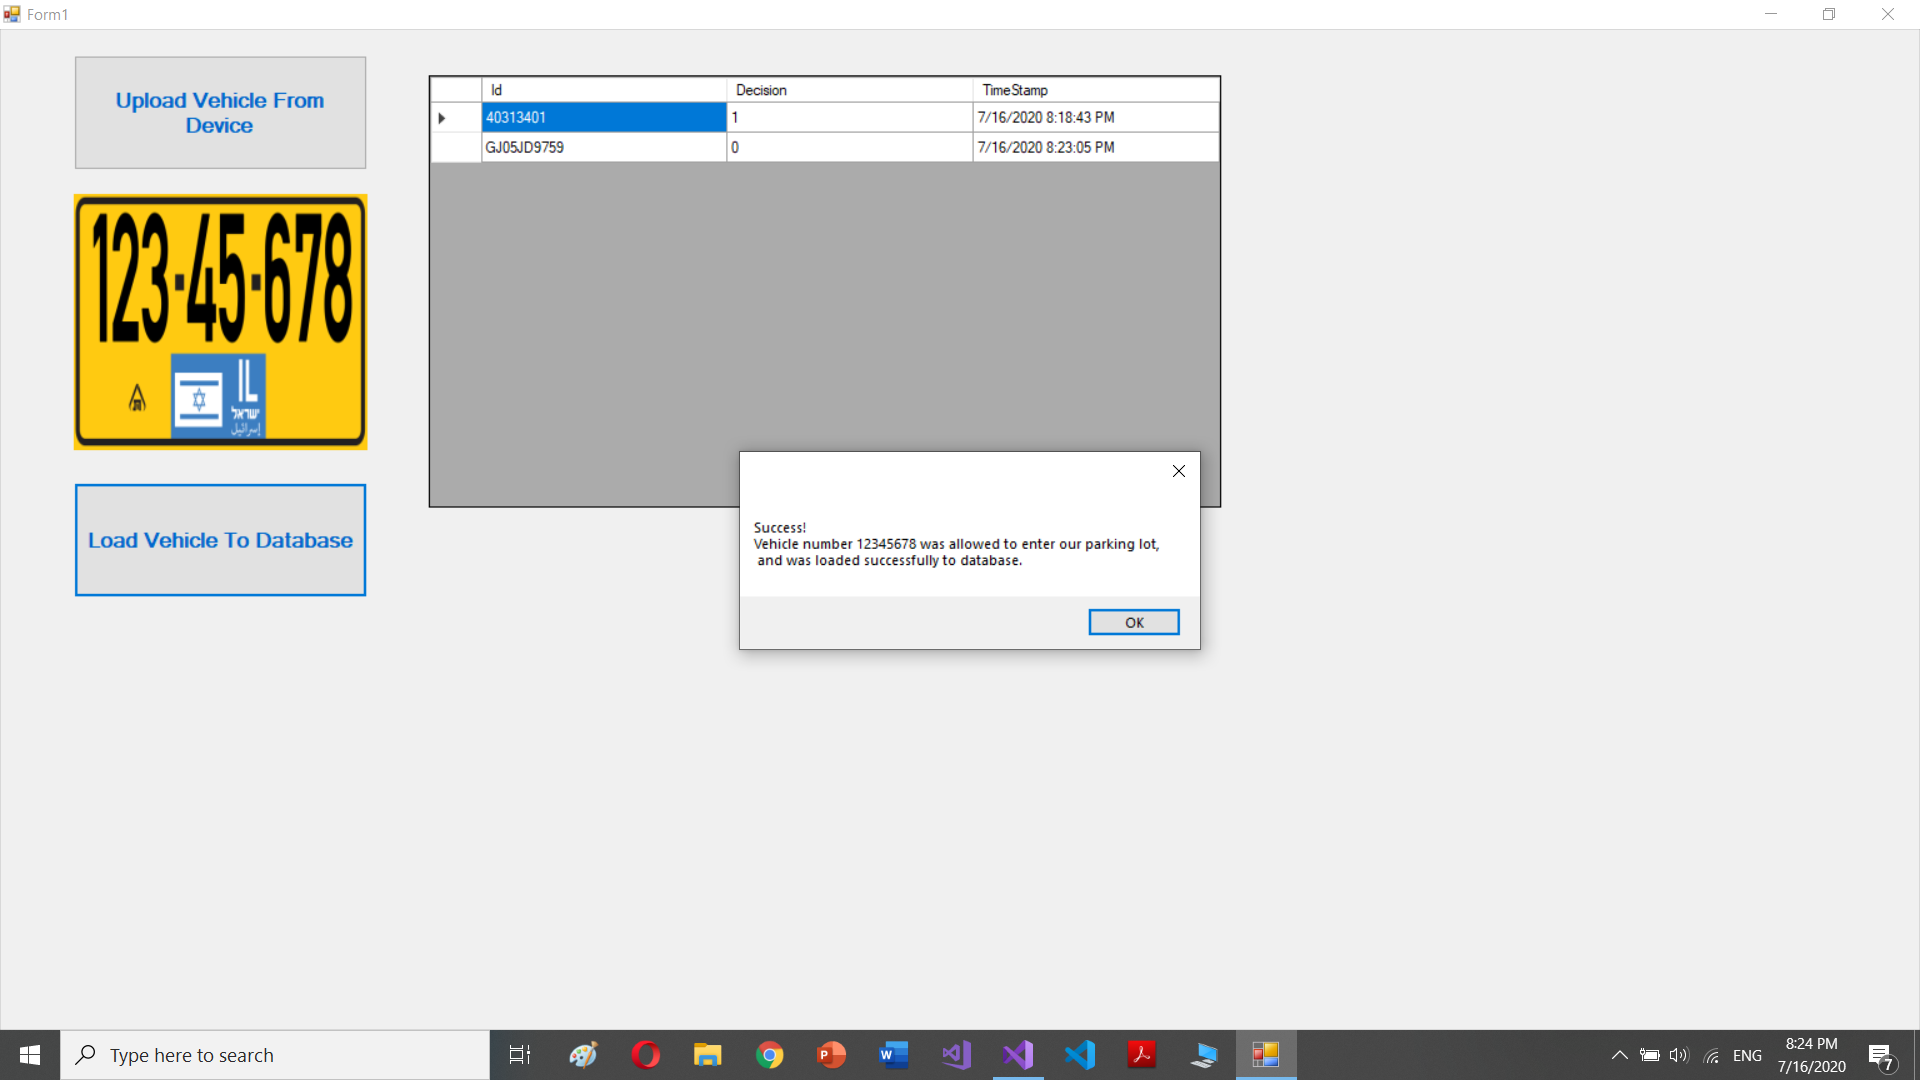 Form1
Upload Vehicle From
Device
123-45-678
IL
ישראל
إسرائيل
Load Vehicle To Database
Id Decision TimeStamp
40313401 1 7/16/2020 8:18:43 PM
GJ05JD9759 0 7/16/2020 8:23:05 PM
Success!
Vehicle number 12345678 was allowed to enter our parking lot,
and was loaded successfully to database.
OK
Type here to search
P
W
ENG
8:24 PM
7/16/2020
7